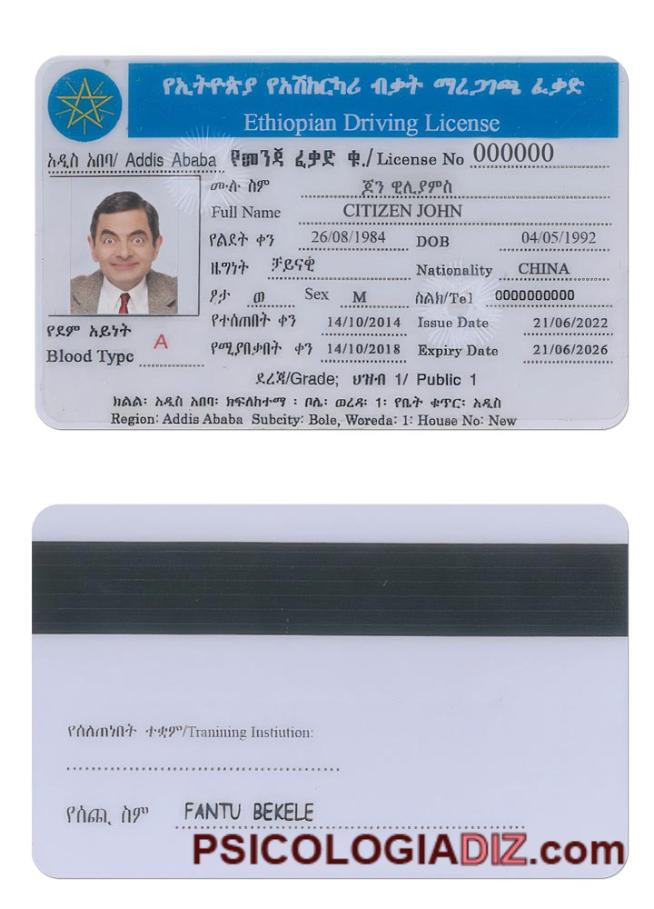 የኢትዮጵያ የአሽከርካሪ ብቃት ማረጋገጫ ፈቃድ
Ethiopian Driving License
አዲስ አበባ/ Addis Ababa የመንጃ ፈቃድ ቁ./License No 000000
ሙሉ ስም ጆን ዊሊያምስ
Full Name CITIZEN JOHN
የልደት ቀን 26/08/1984 DOB 04/05/1992
ዜግነት ቻይናዊ Nationality CHINA
ፆታ ወ Sex M ስልክ/Tel 0000000000
የተሰጠበት ቀን 14/10/2014 Issue Date 21/06/2022
የሚያበቃበት ቀን 14/10/2018 Expiry Date 21/06/2026
የደም አይነት
Blood Type A
ደረጃ/Grade; ህዝብ 1/ Public 1
ክልል: አዲስ አበባ: ክፍለከተማ : ቦሌ: ወረዳ: 1: የቤት ቁጥር: አዲስ
Region: Addis Ababa Subcity: Bole, Woreda: 1: House No: New
የሰለጠነበት ተቋም/Tranining Instiution:
የሰጪ ስም FANTU BEKELE
PSICOLOGIADIZ.com